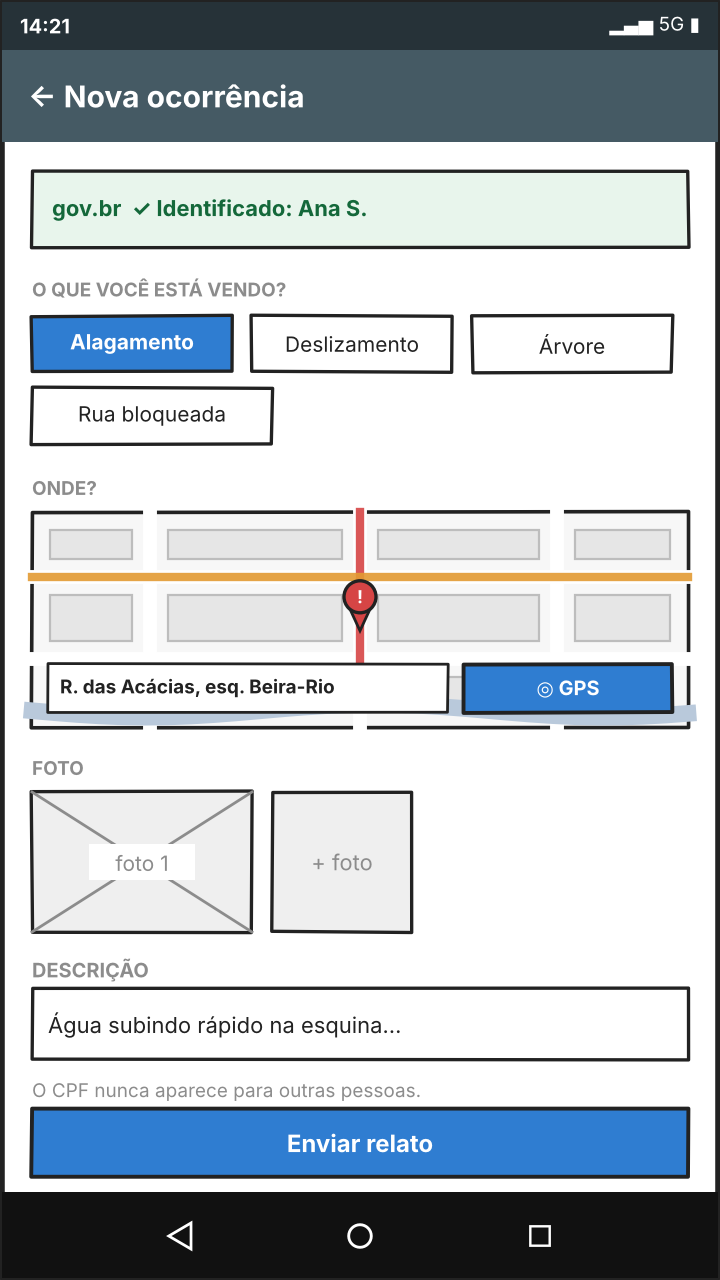 14:21 5G
← Nova ocorrência
gov.br ✓ Identificado: Ana S.
O QUE VOCÊ ESTÁ VENDO?
Alagamento
Deslizamento
Árvore
Rua bloqueada
ONDE?
!
R. das Acácias, esq. Beira-Rio
◎ GPS
FOTO
foto 1
+ foto
DESCRIÇÃO
Água subindo rápido na esquina...
O CPF nunca aparece para outras pessoas.
Enviar relato